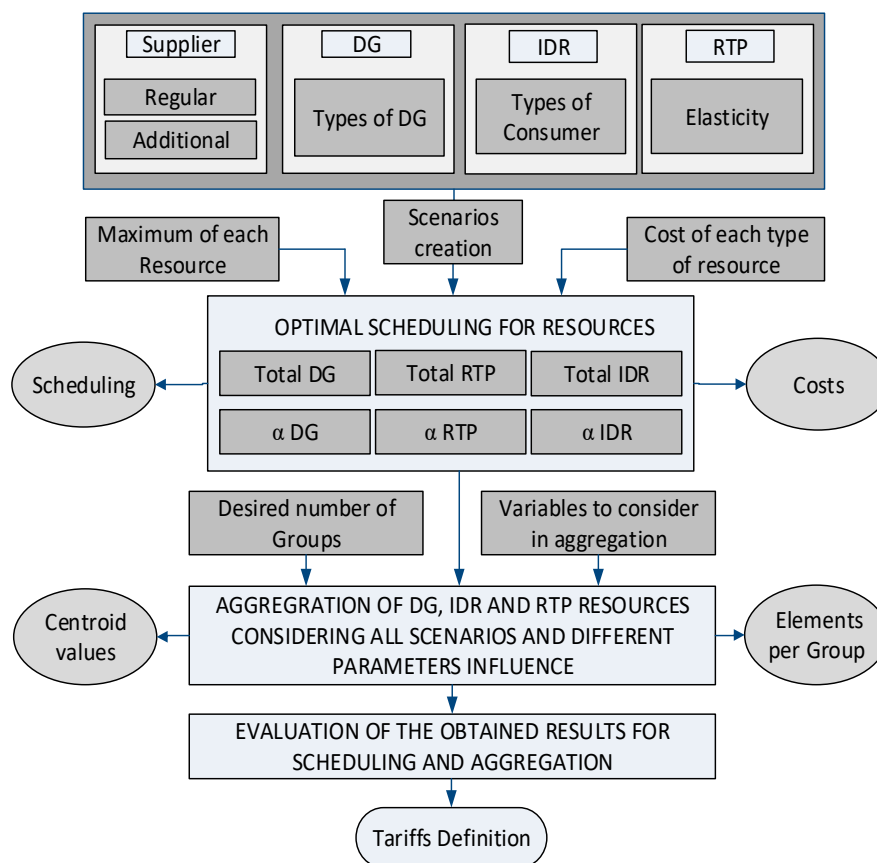 Supplier
DG
IDR
RTP
Regular
Additional
Types of DG
Types of
Consumer
Elasticity
Maximum of each
Resource
Scenarios
creation
Cost of each type
of resource
OPTIMAL SCHEDULING FOR RESOURCES
Total DG
Total RTP
Total IDR
α DG
α RTP
α IDR
Scheduling
Costs
Desired number of
Groups
Variables to consider
in aggregation
AGGREGRATION OF DG, IDR AND RTP RESOURCES
CONSIDERING ALL SCENARIOS AND DIFFERENT
PARAMETERS INFLUENCE
Centroid
values
Elements
per Group
EVALUATION OF THE OBTAINED RESULTS FOR
SCHEDULING AND AGGREGATION
Tariffs Definition